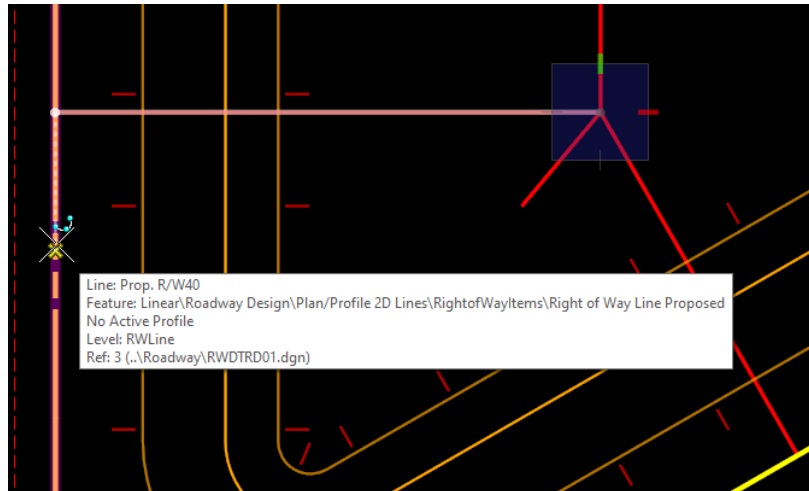 Line: Prop. R/W40
Feature: Linear\Roadway Design\Plan/Profile 2D Lines\RightofWayItems\Right of Way Line Proposed
No Active Profile
Level: RWLine
Ref: 3 (..\Roadway\RWDTRD01.dgn)